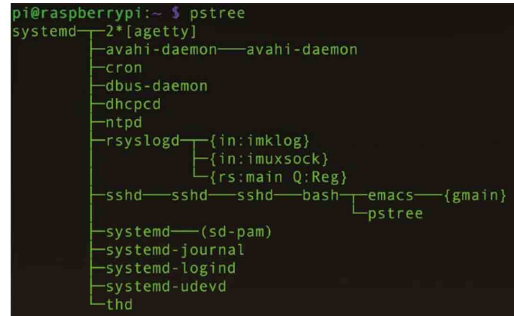 pi@raspberrypi:~ $ pstree
systemd─┬─2*[agetty]
        ├─avahi-daemon───avahi-daemon
        ├─cron
        ├─dbus-daemon
        ├─dhcpcd
        ├─ntpd
        ├─rsyslogd─┬─{in:imklog}
        │          ├─{in:imuxsock}
        │          └─{rs:main Q:Reg}
        ├─sshd───sshd───sshd───bash─┬─emacs───{gmain}
        │                           └─pstree
        ├─systemd───(sd-pam)
        ├─systemd-journal
        ├─systemd-logind
        ├─systemd-udevd
        └─thd